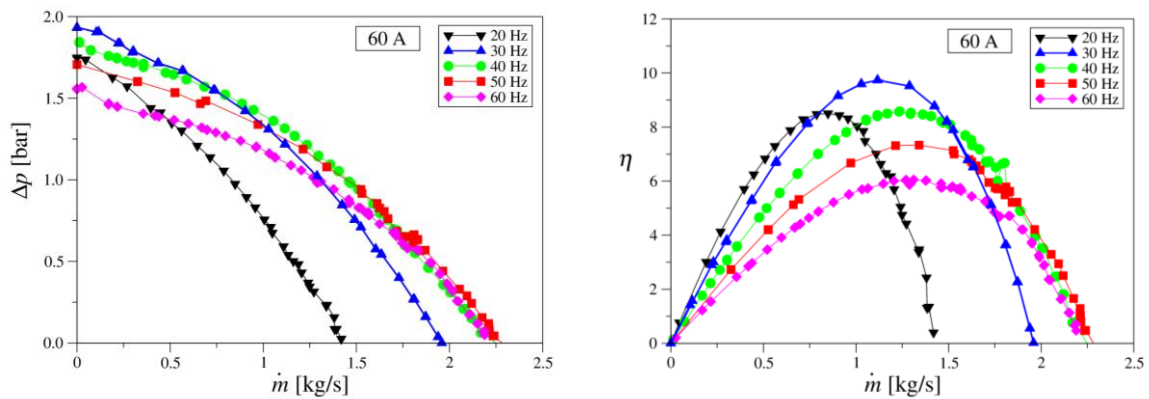 60 A
20 Hz
30 Hz
40 Hz
50 Hz
60 Hz
2.0
1.5
1.0
0.5
0.0
Δp [bar]
0 0.5 1 1.5 2 2.5
ṁ [kg/s]
60 A
20 Hz
30 Hz
40 Hz
50 Hz
60 Hz
12
10
8
6
4
2
0
η
0 0.5 1 1.5 2 2.5
ṁ [kg/s]